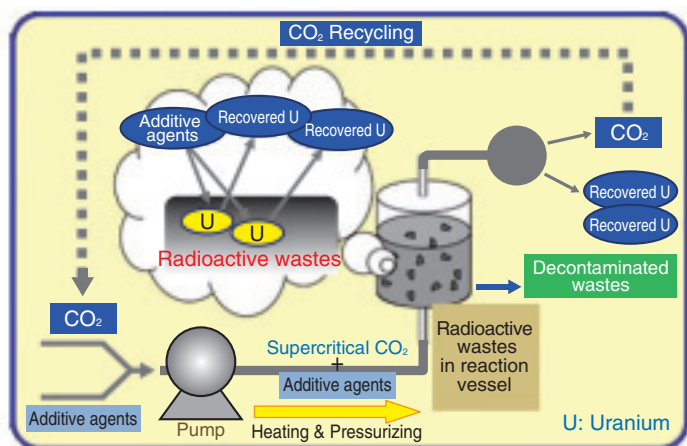 CO₂ Recycling
Additive
agents
Recovered U
Recovered U
CO₂
Recovered U
Recovered U
U
U
Radioactive wastes
Decontaminated
wastes
CO₂
Supercritical CO₂
+
Additive agents
Radioactive
wastes
in reaction
vessel
Additive agents
Pump
Heating & Pressurizing
U: Uranium